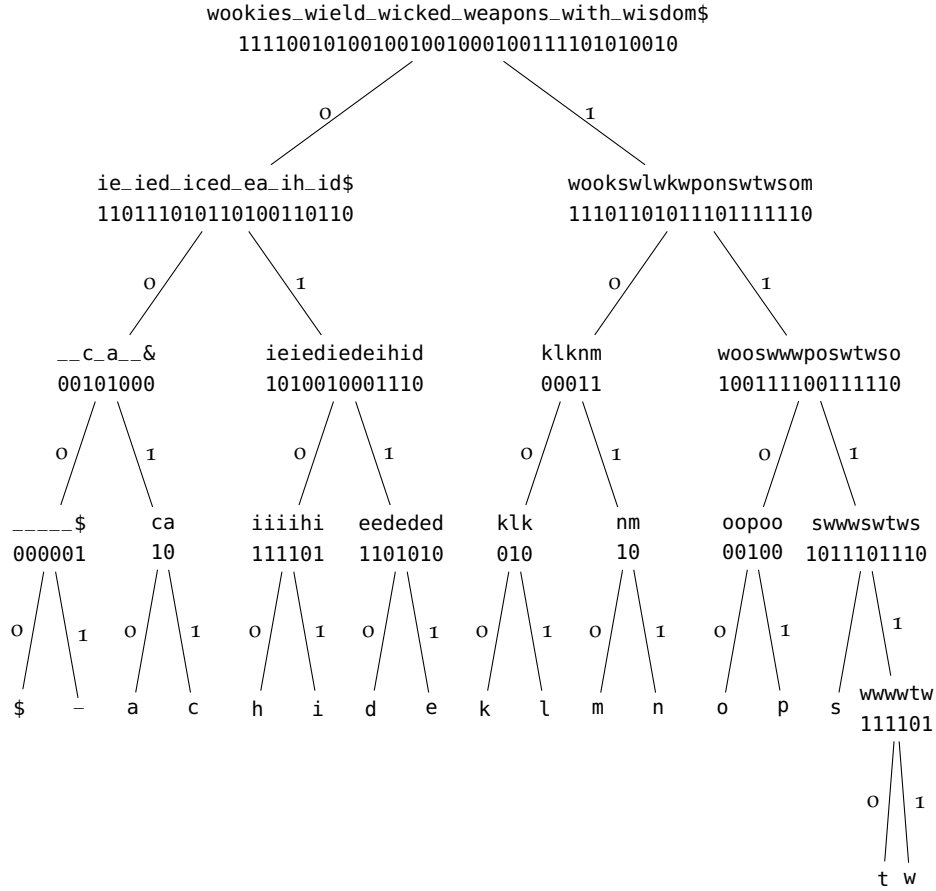 wookies_wield_wicked_weapons_with_wisdom$
111100101001001001000100111101010010
0 1
ie_ied_iced_ea_ih_id$ wookswlwkwponswtwsom
110111010110100110110 11101101011101111110
0 1 0 1
__c_a__& ieiediedeihid klknm wooswwwposwtwso
00101000 1010010001110 00011 100111100111110
0 1 0 1 0 1 0 1
_____$ ca iiiihi eededed klk nm oopoo swwwswtws
000001 10 111101 1101010 010 10 00100 1011101110
0 1 0 1 0 1 0 1 0 1 0 1 0 1 0 1
$ _ a c h i d e k l m n o p s wwwwtw
111101
0 1
t w